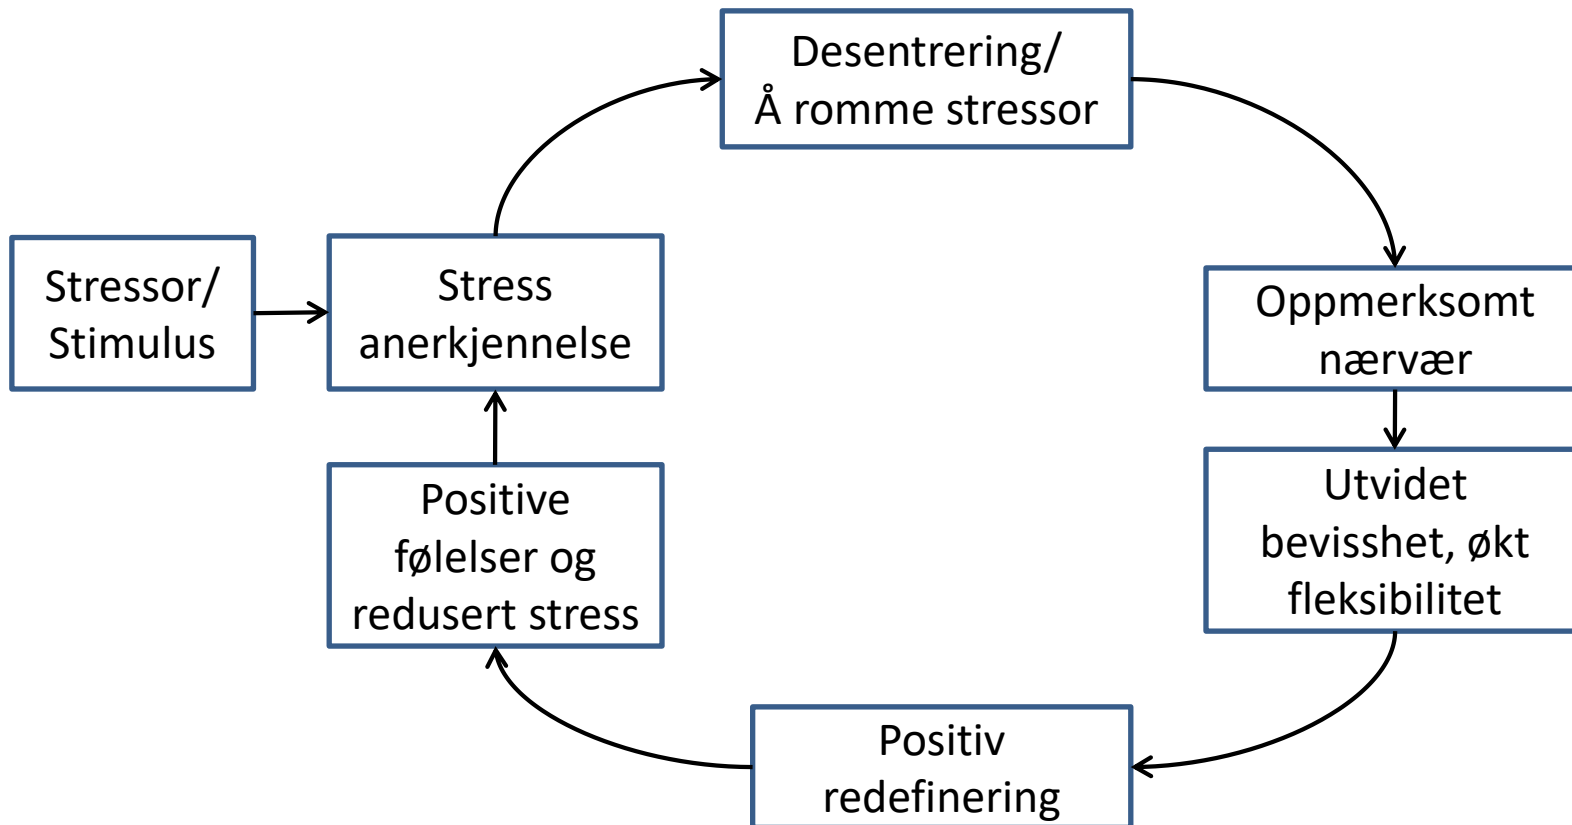 Desentrering/
Å romme stressor
Stressor/
Stimulus
Stress
anerkjennelse
Oppmerksomt
nærvær
Positive
følelser og
redusert stress
Utvidet
bevisshet, økt
fleksibilitet
Positiv
redefinering